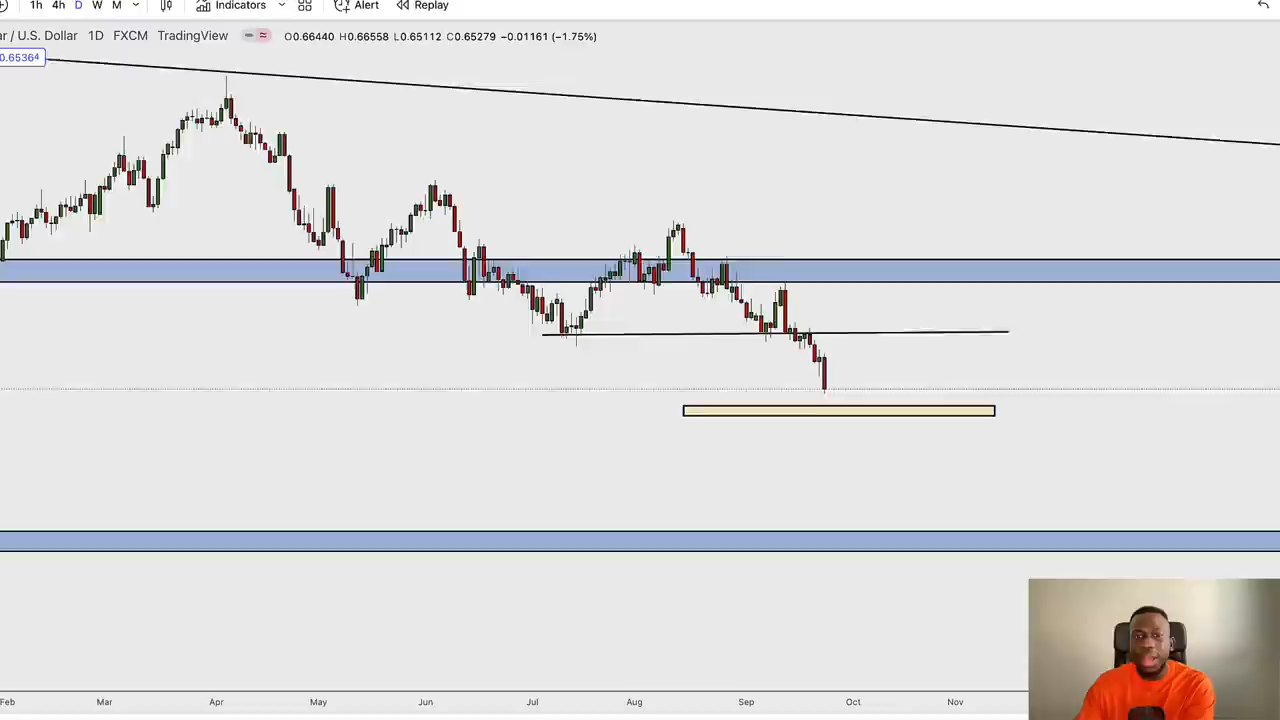 1h 4h D W M Indicators Alert Replay
ar / U.S. Dollar 1D FXCM TradingView O0.66440 H0.66558 L0.65112 C0.65279 −0.01161 (−1.75%)
0.65364
Feb Mar Apr May Jun Jul Aug Sep Oct Nov